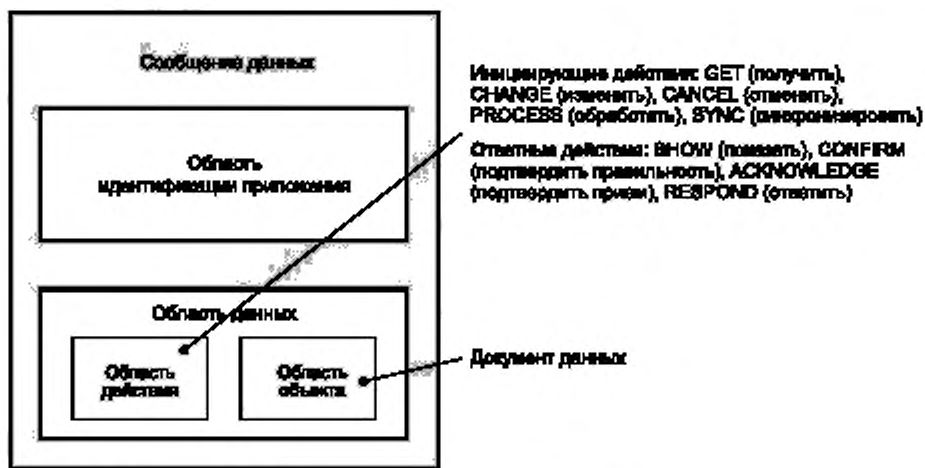 Сообщение данных
Область
идентификации приложения
Область данных
Область
действия
Область
объекта
Инициирующие действия: GET (получить),
CHANGE (изменить), CANCEL (отменить),
PROCESS (обработать), SYNC (синхронизировать)
Ответные действия: SHOW (показать), CONFIRM
(подтвердить правильность), ACKNOWLEDGE
(подтвердить прием), RESPOND (ответить)
Документ данных